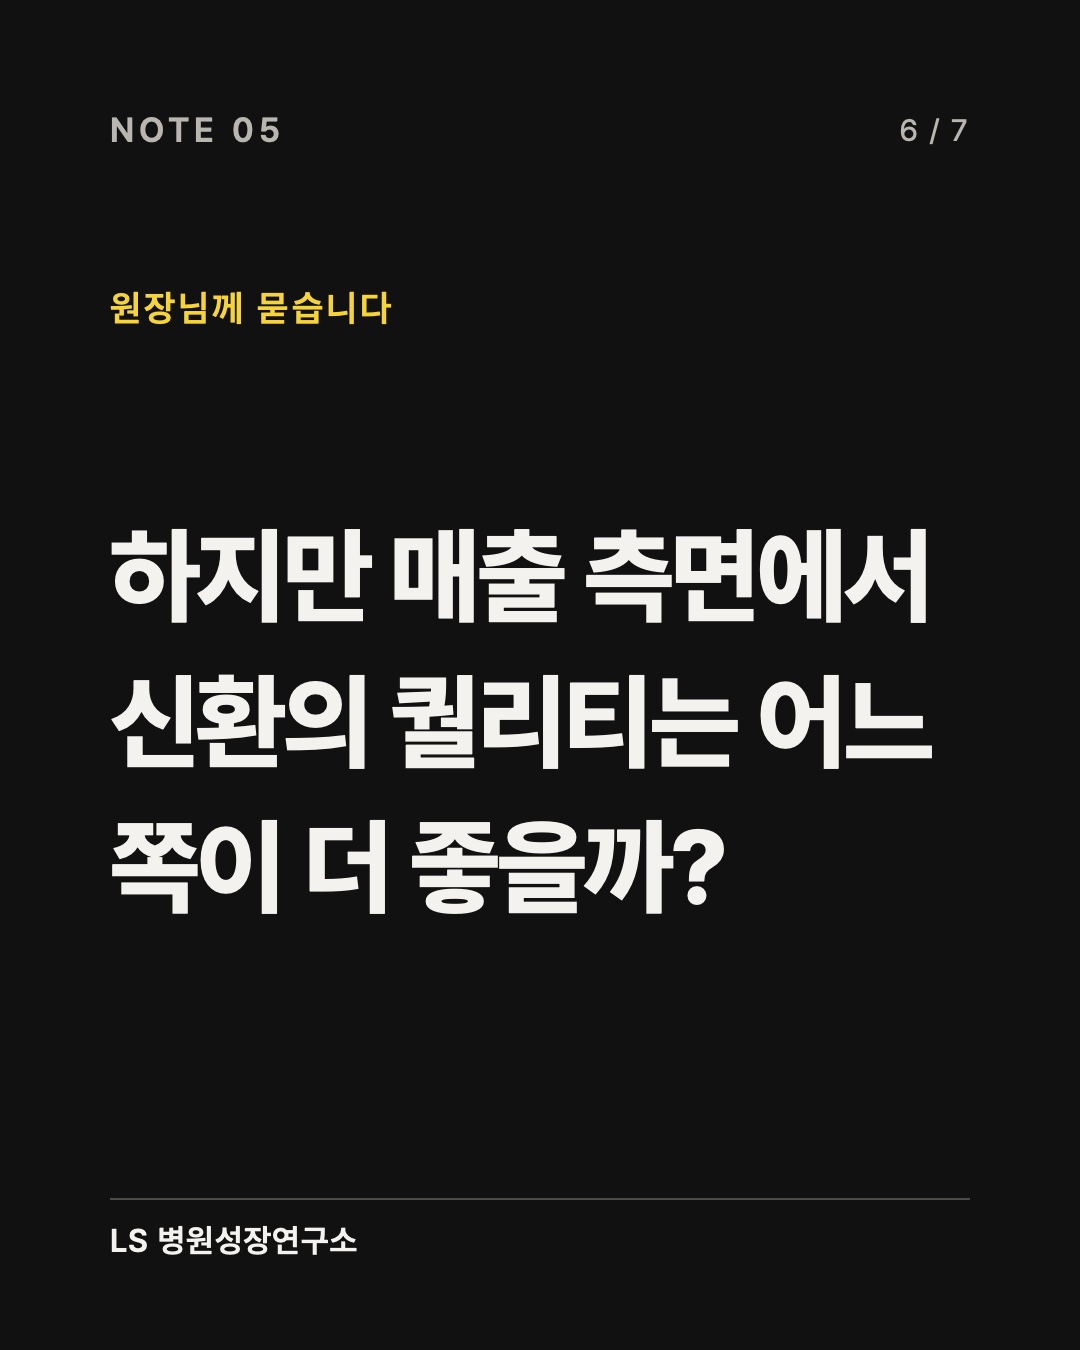 NOTE 05
6 / 7
원장님께 묻습니다
하지만 매출 측면에서
신환의 퀄리티는 어느
쪽이 더 좋을까?
LS 병원성장연구소